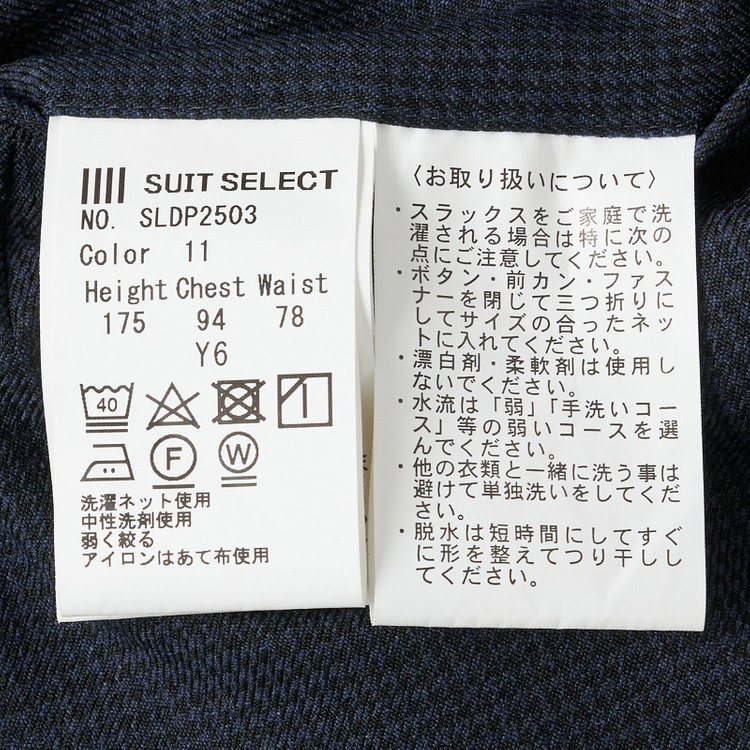 SUIT SELECT
NO. SLDP2503
Color 11
Height Chest Waist
175 94 78
Y6
40
F W
洗濯ネット使用
中性洗剤使用
弱く絞る
アイロンはあて布使用
〈お取り扱いについて〉
・スラックスをご家庭で洗
濯される場合は特に次の
点にご注意してください。
・ボタン・前カン・ファス
ナーを閉じて三つ折りに
してサイズの合ったネッ
トに入れてください。
・漂白剤・柔軟剤は使用し
ないでください。
・水流は「弱」「手洗いコー
ス」等の弱いコースを選
んでください。
・他の衣類と一緒に洗う事は
避けて単独洗いをしてくだ
さい。
・脱水は短時間にしてすぐ
に形を整えてつり干しし
てください。